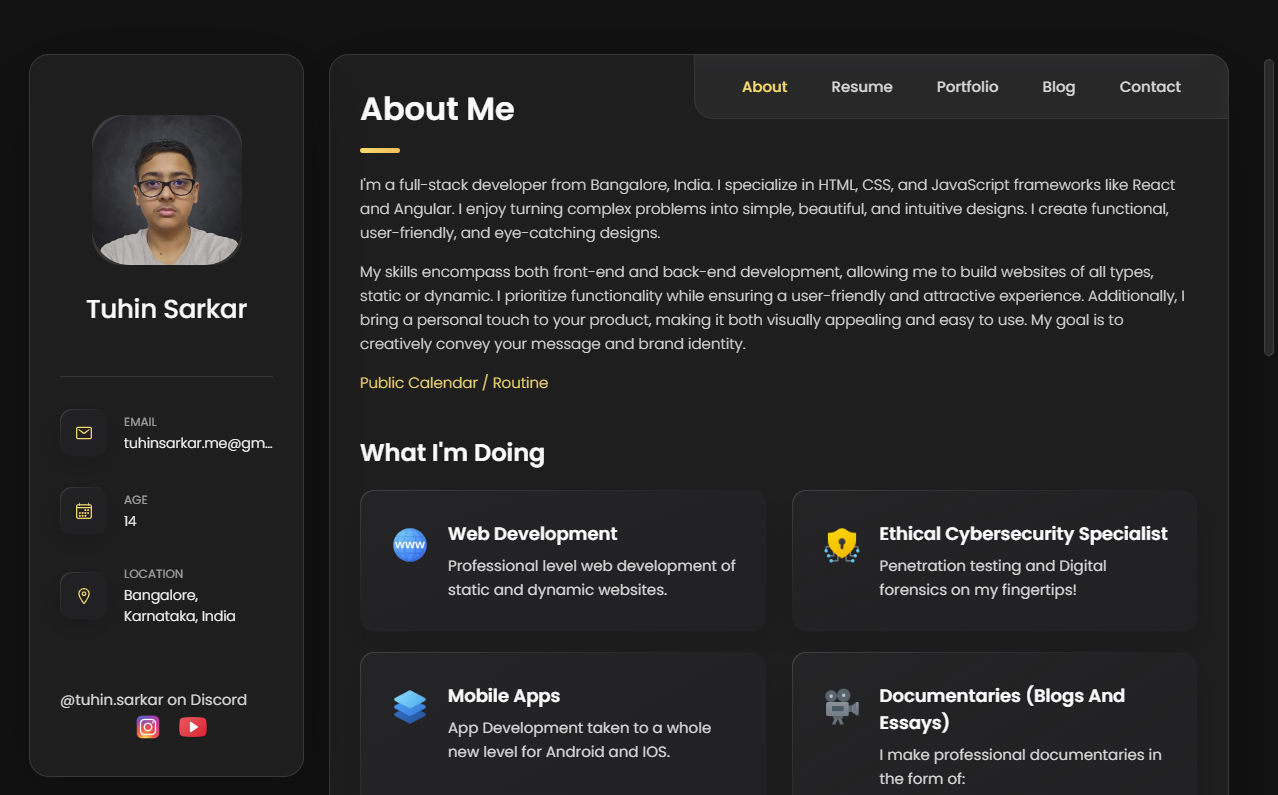 Tuhin Sarkar
EMAIL
tuhinsarkar.me@gm...
AGE
14
LOCATION
Bangalore,
Karnataka, India
@tuhin.sarkar on Discord
About
Resume
Portfolio
Blog
Contact
About Me
I'm a full-stack developer from Bangalore, India. I specialize in HTML, CSS, and JavaScript frameworks like React
and Angular. I enjoy turning complex problems into simple, beautiful, and intuitive designs. I create functional,
user-friendly, and eye-catching designs.
My skills encompass both front-end and back-end development, allowing me to build websites of all types,
static or dynamic. I prioritize functionality while ensuring a user-friendly and attractive experience. Additionally, I
bring a personal touch to your product, making it both visually appealing and easy to use. My goal is to
creatively convey your message and brand identity.
Public Calendar / Routine
What I'm Doing
WWW
Web Development
Professional level web development of
static and dynamic websites.
Ethical Cybersecurity Specialist
Penetration testing and Digital
forensics on my fingertips!
Mobile Apps
App Development taken to a whole
new level for Android and IOS.
Documentaries (Blogs And
Essays)
I make professional documentaries in
the form of: